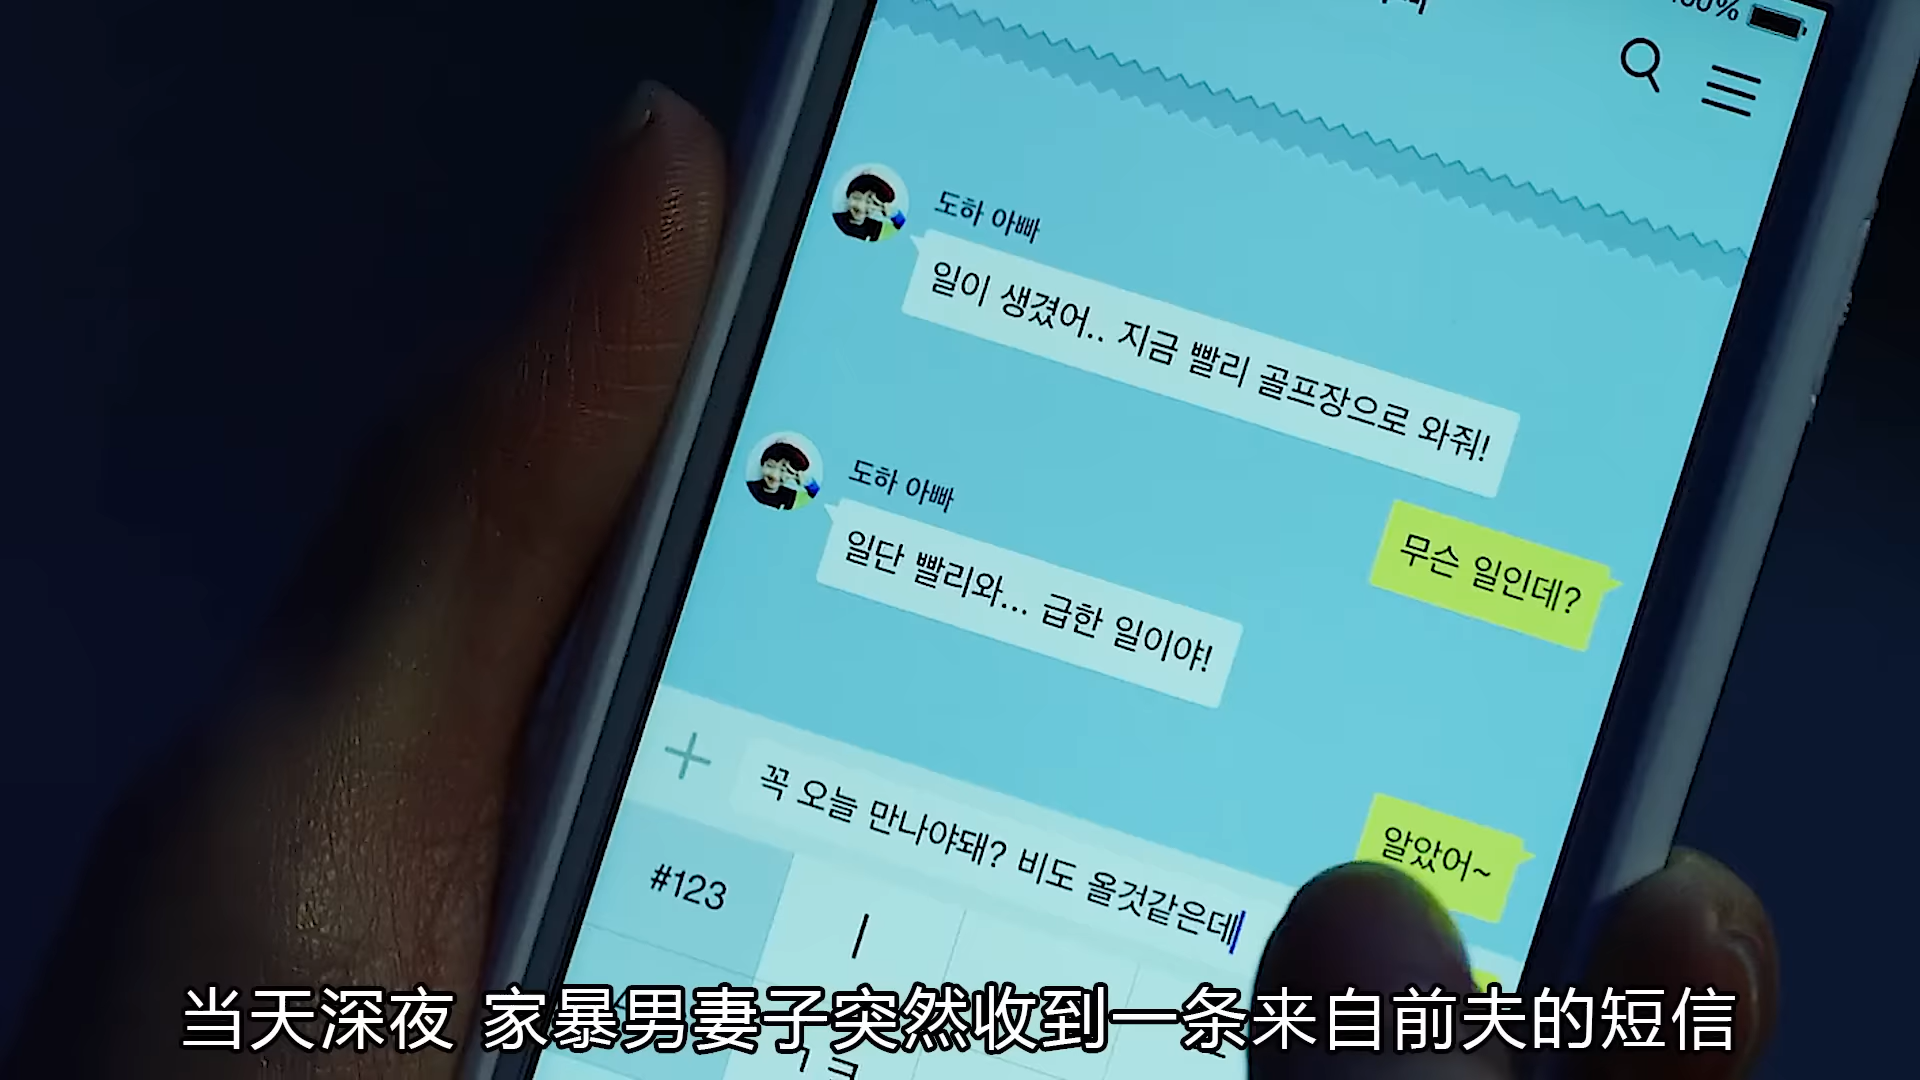 도하 아빠
일이 생겼어.. 지금 빨리 골프장으로 와줘!
무슨 일인데?
도하 아빠
일단 빨리와... 급한 일이야!
알았어~
꼭 오늘 만나야돼? 비도 올것같은데
#123
ㅣ
当天深夜 家暴男妻子突然收到一条来自前夫的短信